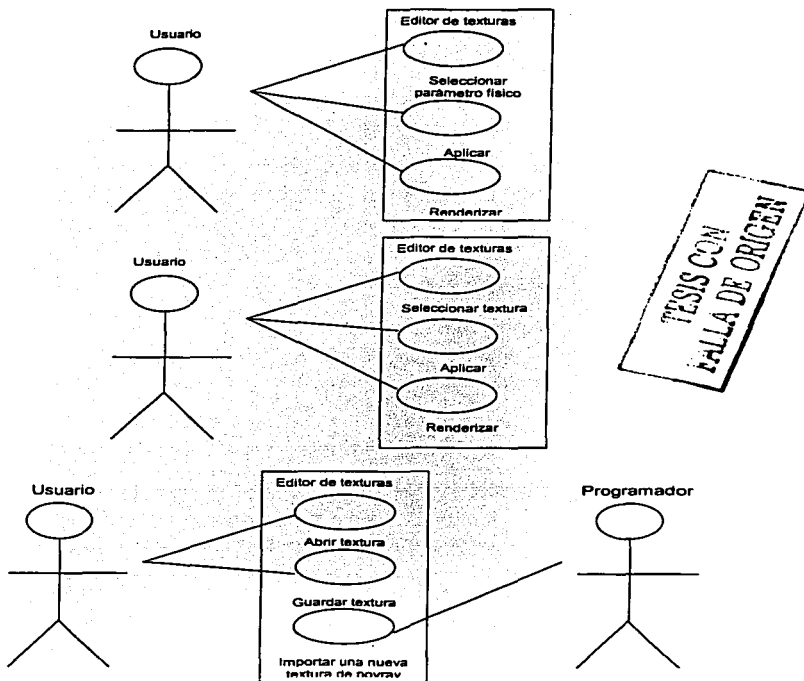 Usuario
Editor de texturas
Seleccionar
parámetro físico
Aplicar
Renderizar
Usuario
Editor de texturas
Seleccionar textura
Aplicar
Renderizar
TESIS CON
FALLA DE ORIGEN
Usuario
Editor de texturas
Abrir textura
Guardar textura
Importar una nueva
textura de povray
Programador